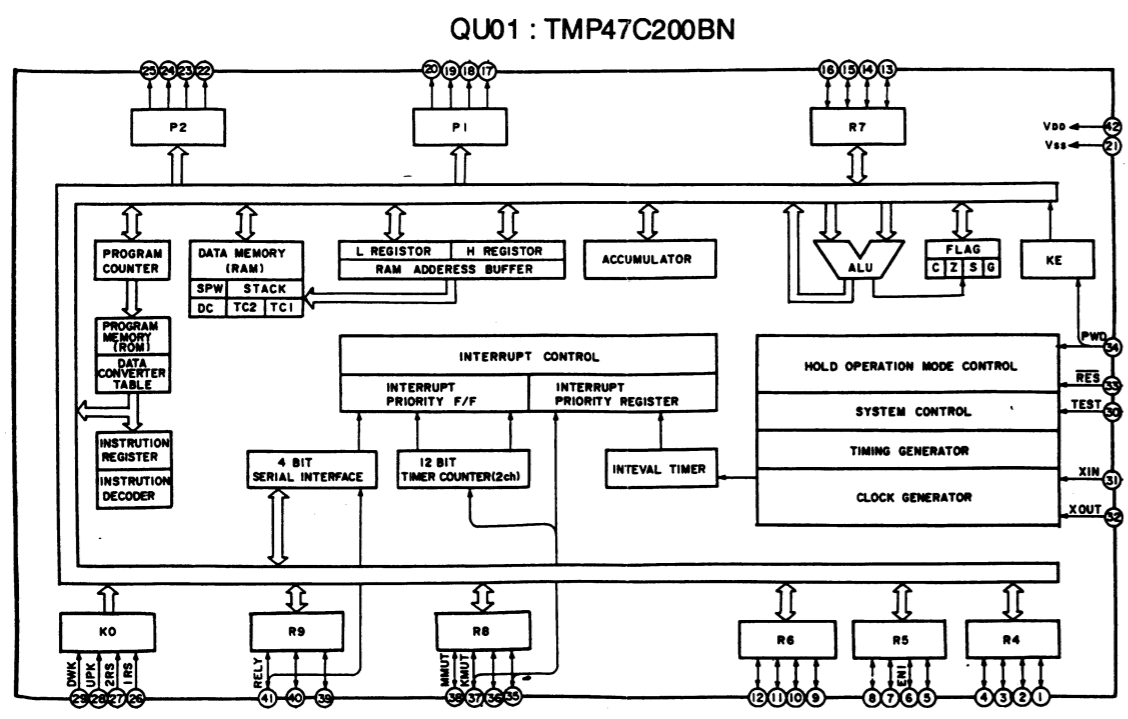 QU01 : TMP47C200BN
25 24 23 22
20 19 18 17
16 15 14 13
P2
P1
R7
VDD 42
VSS 21
PROGRAM
COUNTER
DATA MEMORY
(RAM)
SPW STACK
DC TC2 TC1
L REGISTOR H REGISTOR
RAM ADDERESS BUFFER
ACCUMULATOR
ALU
FLAG
C Z S G
KE
PROGRAM
MEMORY
(ROM)
DATA
CONVERTER
TABLE
INTERRUPT CONTROL
INTERRUPT
PRIORITY F/F
INTERRUPT
PRIORITY REGISTER
HOLD OPERATION MODE CONTROL
SYSTEM CONTROL
TIMING GENERATOR
CLOCK GENERATOR
PWD 34
RES 33
TEST 30
XIN 31
XOUT 32
INSTRUTION
REGISTER
INSTRUTION
DECODER
4 BIT
SERIAL INTERFACE
12 BIT
TIMER COUNTER(2ch)
INTEVAL TIMER
K0
R9
R8
R6
R5
R4
DWK UPK 2RS 1RS
RELY
MMUT KMUT
EN1
29 28 27 26
41 40 39
38 37 36 35
12 11 10 9
8 7 6 5
4 3 2 1